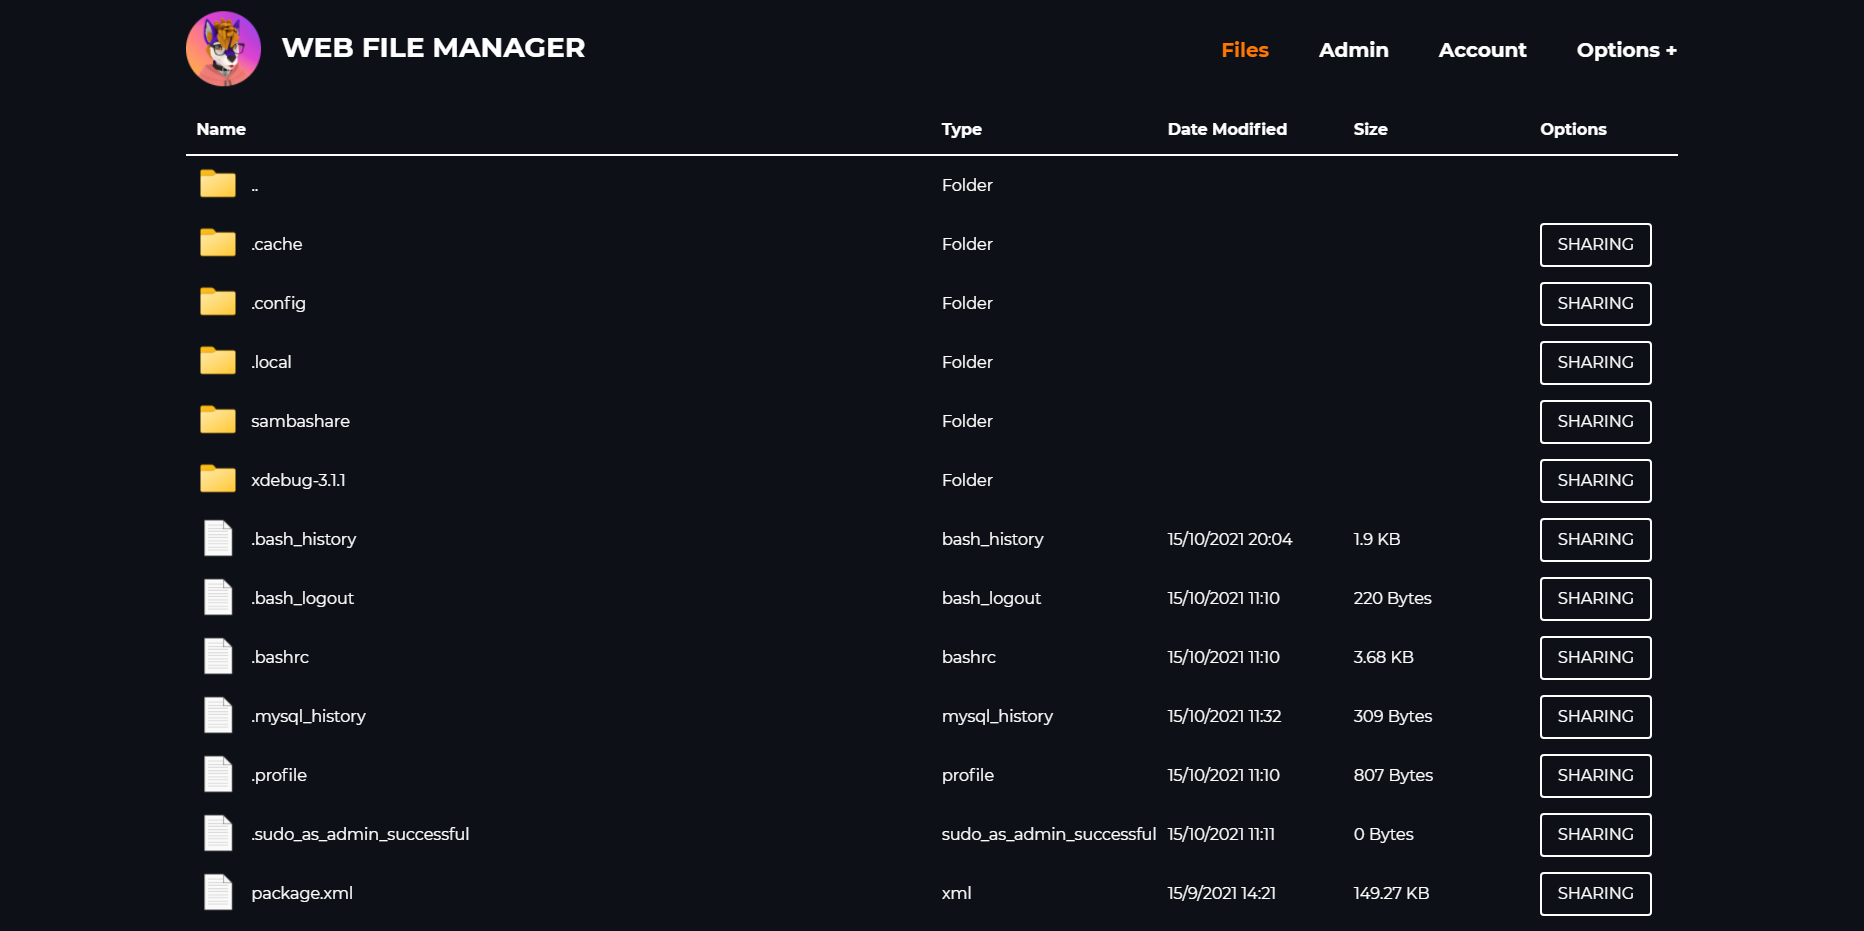 WEB FILE MANAGER Files Admin Account Options +
Name Type Date Modified Size Options
.. Folder
.cache Folder SHARING
.config Folder SHARING
.local Folder SHARING
sambashare Folder SHARING
xdebug-3.1.1 Folder SHARING
.bash_history bash_history 15/10/2021 20:04 1.9 KB SHARING
.bash_logout bash_logout 15/10/2021 11:10 220 Bytes SHARING
.bashrc bashrc 15/10/2021 11:10 3.68 KB SHARING
.mysql_history mysql_history 15/10/2021 11:32 309 Bytes SHARING
.profile profile 15/10/2021 11:10 807 Bytes SHARING
.sudo_as_admin_successful sudo_as_admin_successful 15/10/2021 11:11 0 Bytes SHARING
package.xml xml 15/9/2021 14:21 149.27 KB SHARING